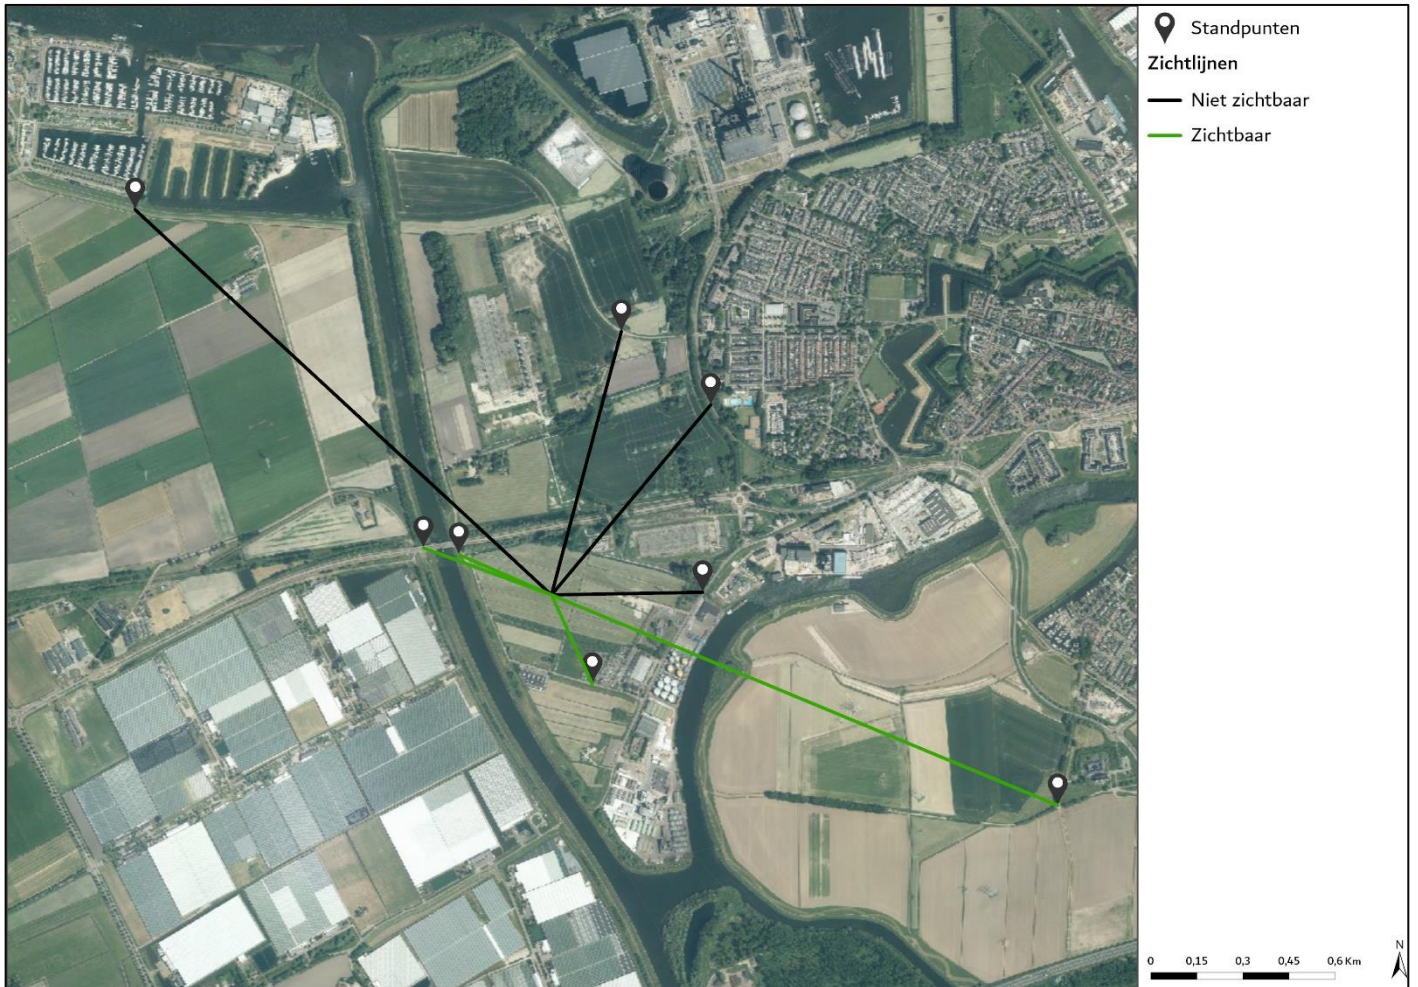 Standpunten
Zichtlijnen
Niet zichtbaar
Zichtbaar
0 0,15 0,3 0,45 0,6 Km
N